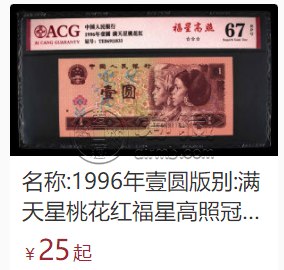 ACG
AI CANG GUARANTY
中国人民银行
1996年壹圆 满天星桃花红
福星高照
67
中国人民银行
壹圆
1
名称:1996年壹圆版别:满
天星桃花红福星高照冠...
¥25起